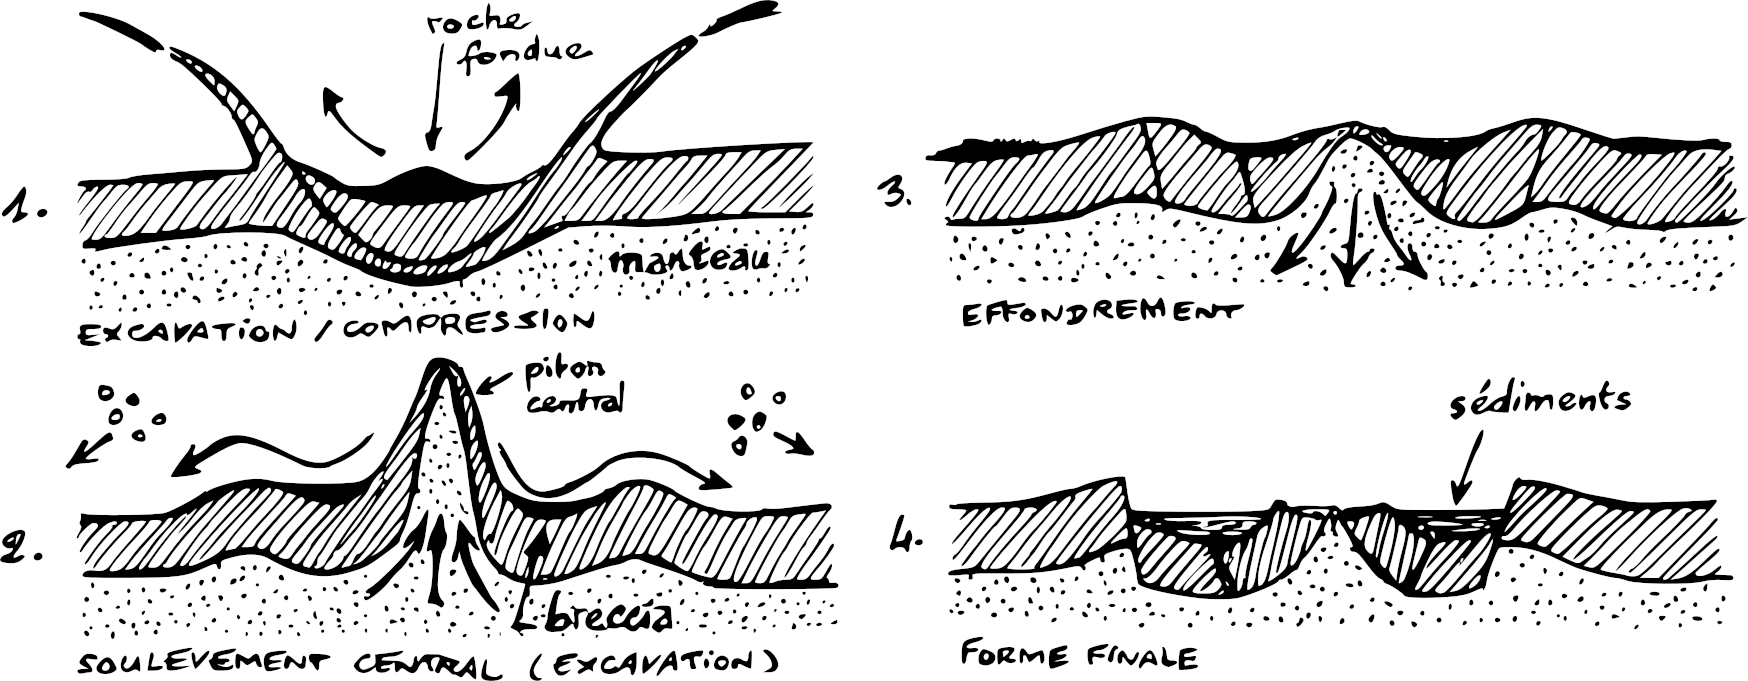 roche
fondue
1.
manteau
EXCAVATION / COMPRESSION
piton
central
2.
breccia
SOULEVEMENT CENTRAL (EXCAVATION)
3.
EFFONDREMENT
sédiments
4.
FORME FINALE